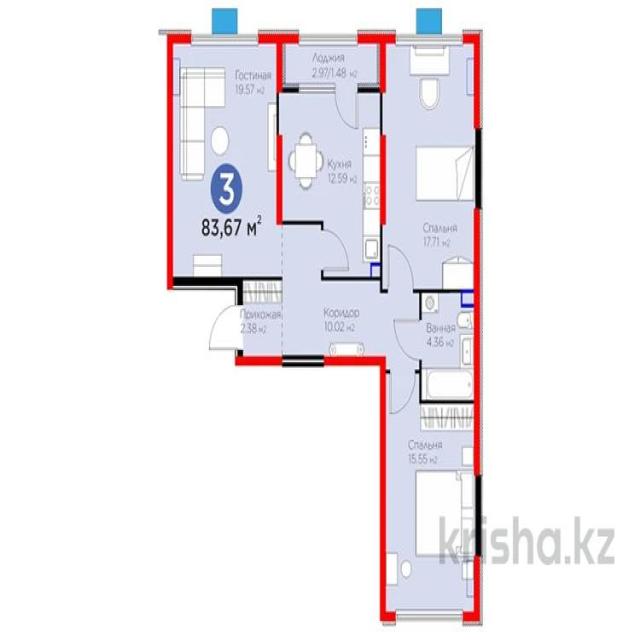 Гостиная
19.57 м2
Лоджия
2.97/1.48 м2
Кухня
12.59 м2
3
83,67 м2
Спальня
17.71 м2
Прихожая
2.38 м2
Коридор
10.02 м2
Ванная
4.36 м2
Спальня
15.55 м2
krisha.kz